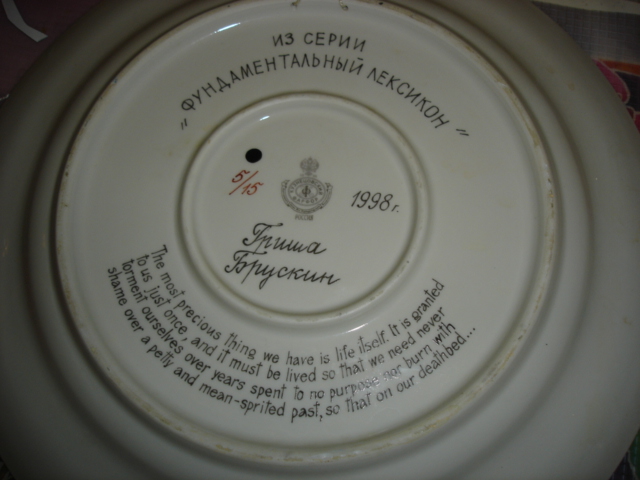 ИЗ СЕРИИ
"ФУНДАМЕНТАЛЬНЫЙ ЛЕКСИКОН"
5/15
1998 г.
РОССИЯ
Гриша
Брускин
The most precious thing we have is life itself. It is granted
to us just once, and it must be lived so that we need never
torment ourselves over years spent to no purpose nor burn with
shame over a petty and mean-sprited past, so that on our deathbed...